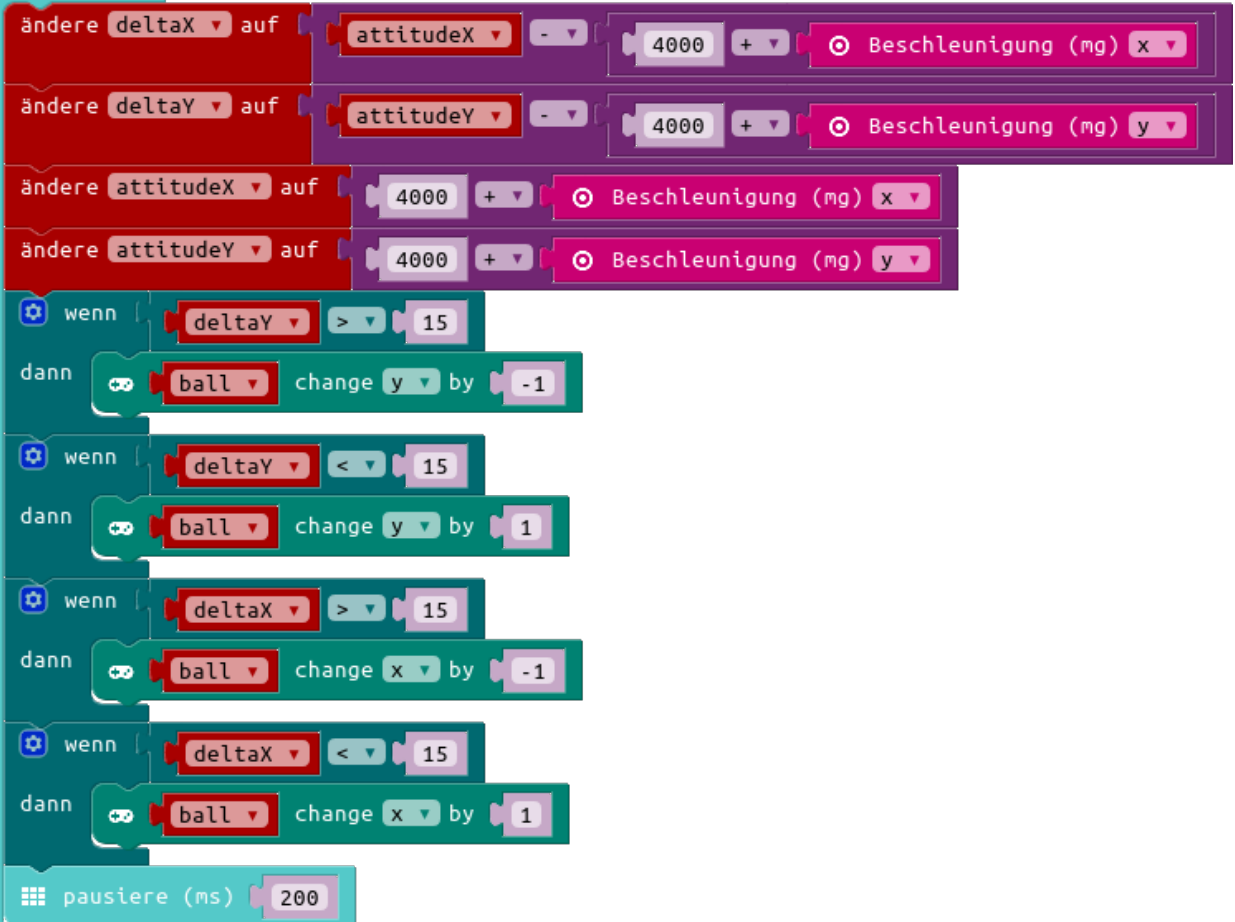 ändere deltaX ▾ auf attitudeX ▾ - ▾ 4000 + ▾ Beschleunigung (mg) x ▾
ändere deltaY ▾ auf attitudeY ▾ - ▾ 4000 + ▾ Beschleunigung (mg) y ▾
ändere attitudeX ▾ auf 4000 + ▾ Beschleunigung (mg) x ▾
ändere attitudeY ▾ auf 4000 + ▾ Beschleunigung (mg) y ▾
wenn deltaY ▾ > ▾ 15
dann ball ▾ change y ▾ by -1
wenn deltaY ▾ < ▾ 15
dann ball ▾ change y ▾ by 1
wenn deltaX ▾ > ▾ 15
dann ball ▾ change x ▾ by -1
wenn deltaX ▾ < ▾ 15
dann ball ▾ change x ▾ by 1
pausiere (ms) 200